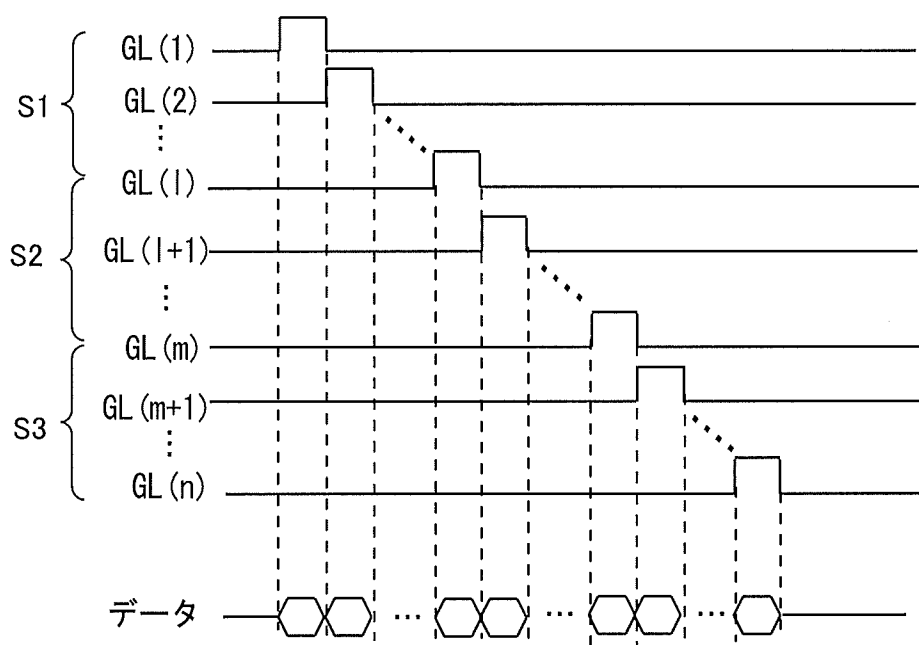 S1
GL(1)
GL(2)
⋮
GL(l)
S2
GL(l+1)
⋮
GL(m)
S3
GL(m+1)
⋮
GL(n)
データ ··· ··· ···